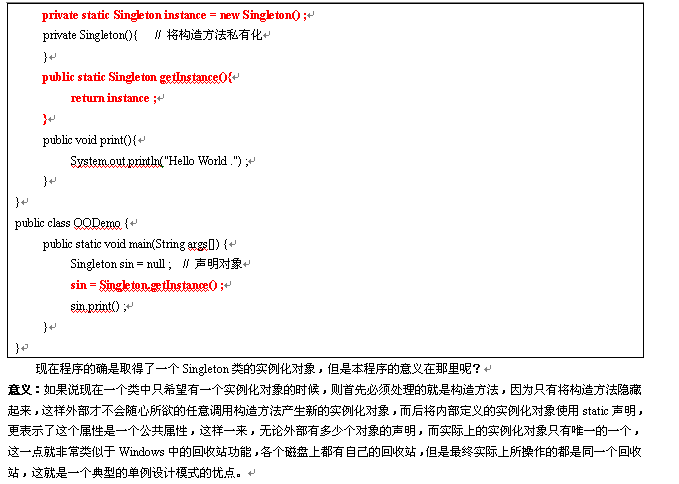 private static Singleton instance = new Singleton() ;
private Singleton(){ // 将构造方法私有化
}
public static Singleton getInstance(){
return instance ;
}
public void print(){
System.out.println("Hello World .") ;
}
}
public class OODemo {
public static void main(String args[]) {
Singleton sin = null ; // 声明对象
sin = Singleton.getInstance() ;
sin.print() ;
}
}
现在程序的确是取得了一个 Singleton 类的实例化对象，但是本程序的意义在那里呢？
意义：如果说现在一个类中只希望有一个实例化对象的时候，则首先必须处理的就是构造方法，因为只有将构造方法隐藏
起来，这样外部才不会随心所欲的任意调用构造方法产生新的实例化对象，而后将内部定义的实例化对象使用 static 声明，
更表示了这个属性是一个公共属性，这样一来，无论外部有多少个对象的声明，而实际上的实例化对象只有唯一的一个，
这一点就非常类似于 Windows 中的回收站功能，各个磁盘上都有自己的回收站，但是最终实际上所操作的都是同一个回收
站，这就是一个典型的单例设计模式的优点。